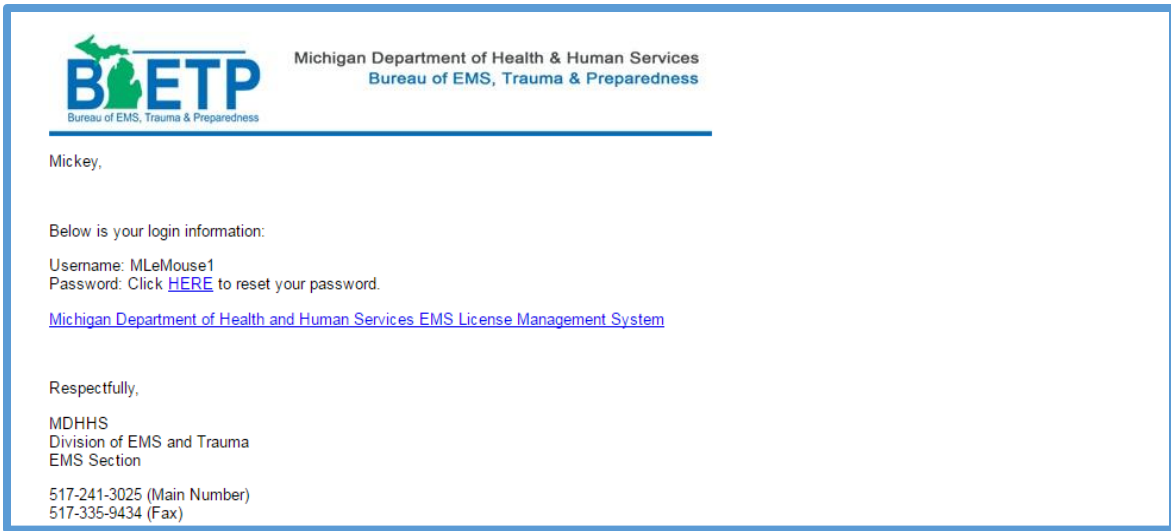 BETP
Bureau of EMS, Trauma & Preparedness
Michigan Department of Health & Human Services
Bureau of EMS, Trauma & Preparedness
Mickey,
Below is your login information:
Username: MLeMouse1
Password: Click HERE to reset your password.
Michigan Department of Health and Human Services EMS License Management System
Respectfully,
MDHHS
Division of EMS and Trauma
EMS Section
517-241-3025 (Main Number)
517-335-9434 (Fax)